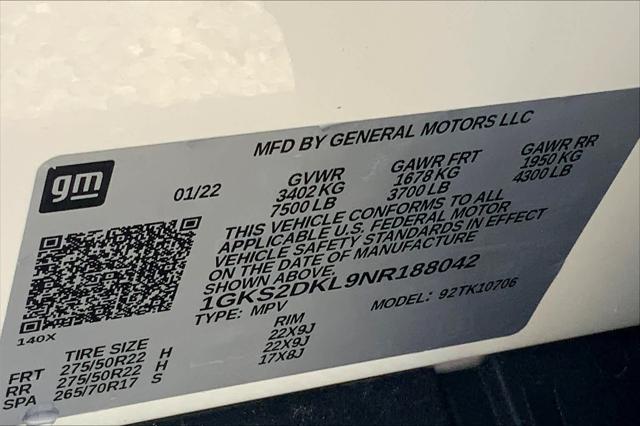 MFD BY GENERAL MOTORS LLC
gm
01/22 GVWR GAWR FRT GAWR RR
3402 KG 1678 KG 1950 KG
7500 LB 3700 LB 4300 LB
THIS VEHICLE CONFORMS TO ALL
APPLICABLE U.S. FEDERAL MOTOR
VEHICLE SAFETY STANDARDS IN EFFECT
ON THE DATE OF MANUFACTURE
SHOWN ABOVE.
1GKS2DKL9NR188042
TYPE: MPV MODEL: 92TK10706
140X
TIRE SIZE RIM
FRT 275/50R22 H 22X9J
RR 275/50R22 H 22X9J
SPA 265/70R17 S 17X8J